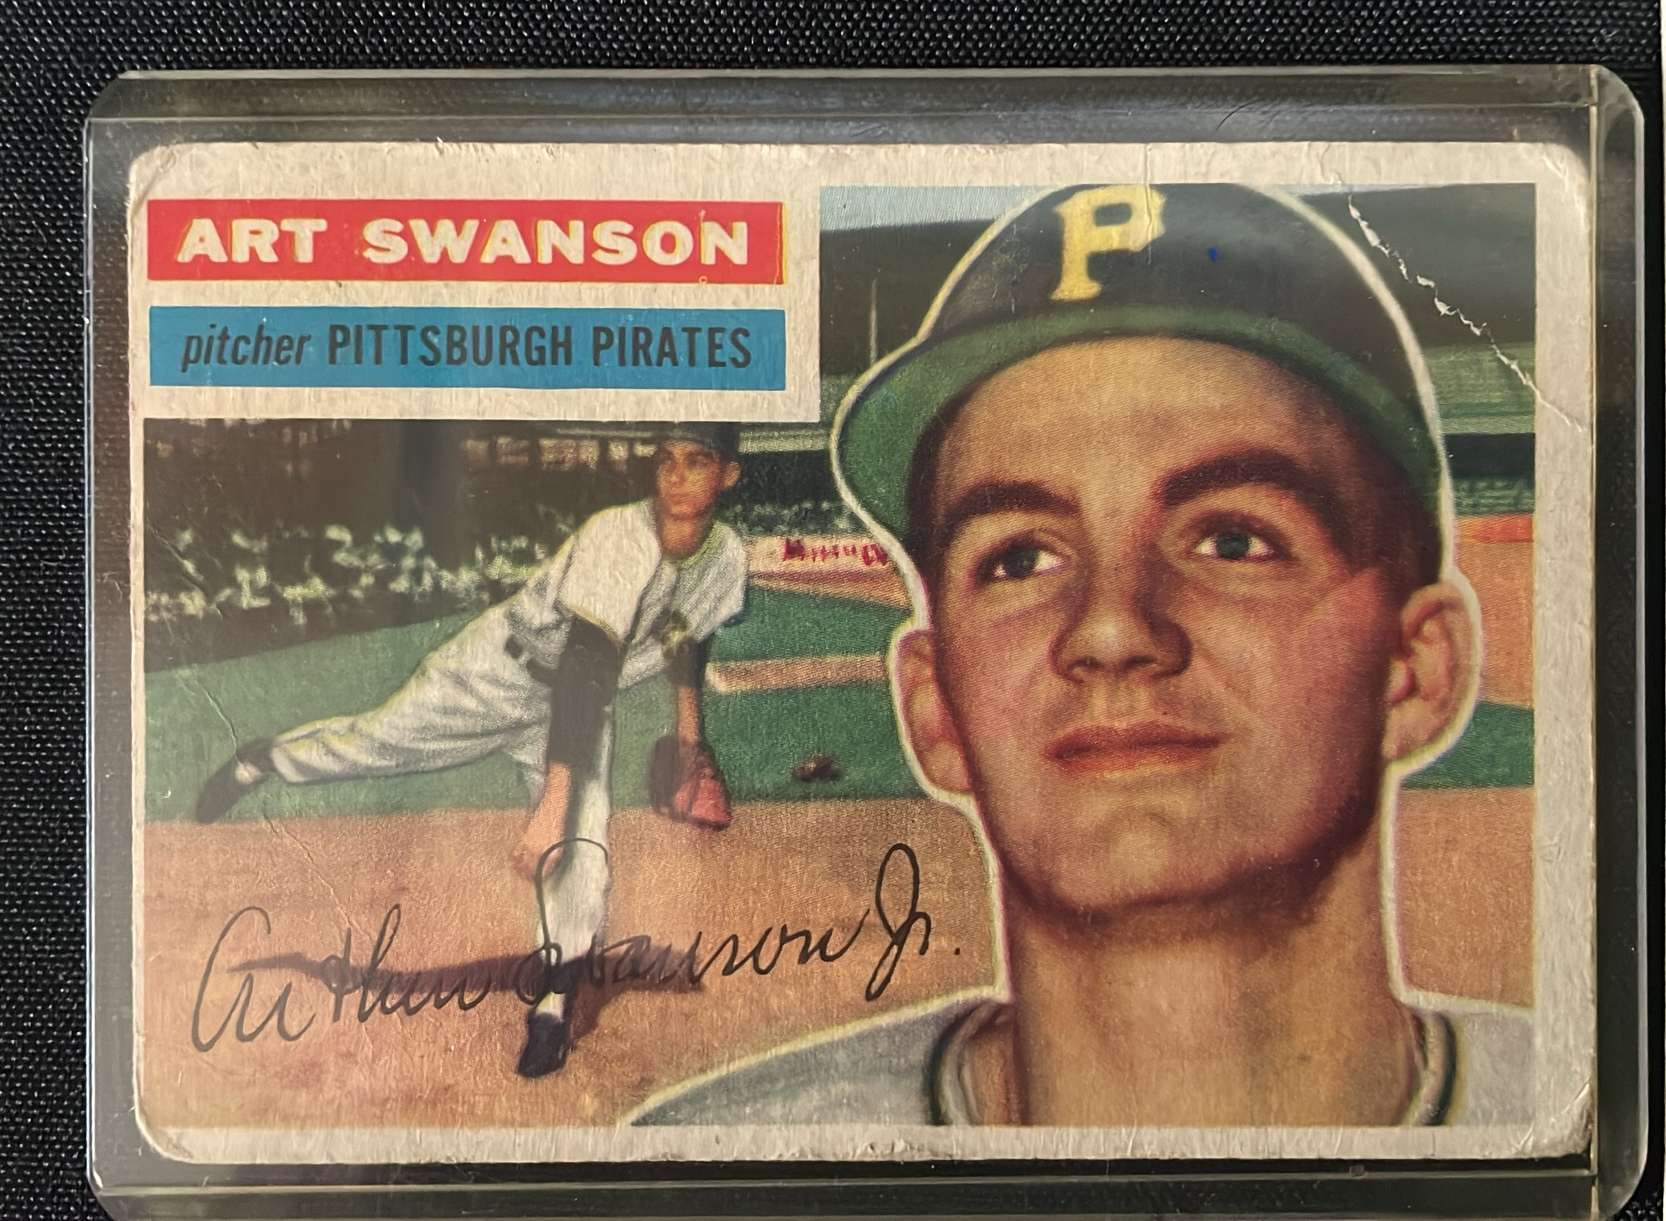 ART SWANSON
pitcher PITTSBURGH PIRATES
P
Arthur Swanson Jr.